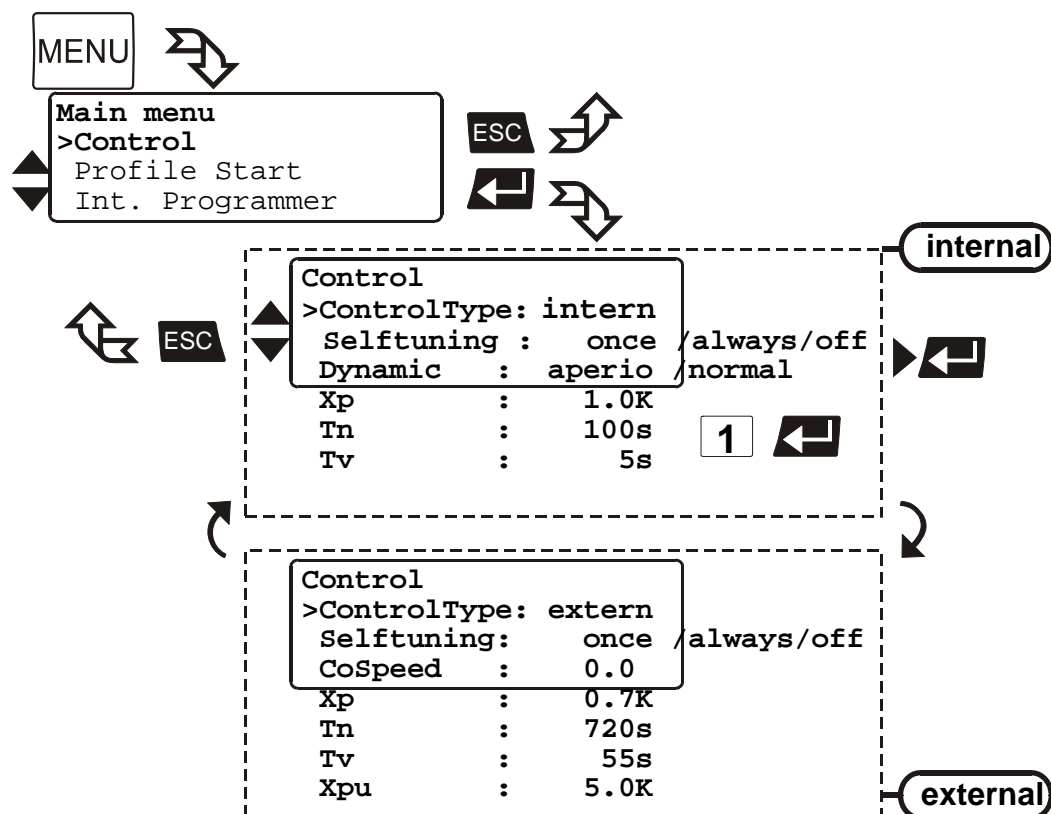 MENU
Main menu
>Control
Profile Start
Int. Programmer
ESC
internal
Control
>ControlType: intern
Selftuning : once /always/off
Dynamic : aperio /normal
Xp : 1.0K
Tn : 100s
Tv : 5s
ESC
1
Control
>ControlType: extern
Selftuning: once /always/off
CoSpeed : 0.0
Xp : 0.7K
Tn : 720s
Tv : 55s
Xpu : 5.0K
external